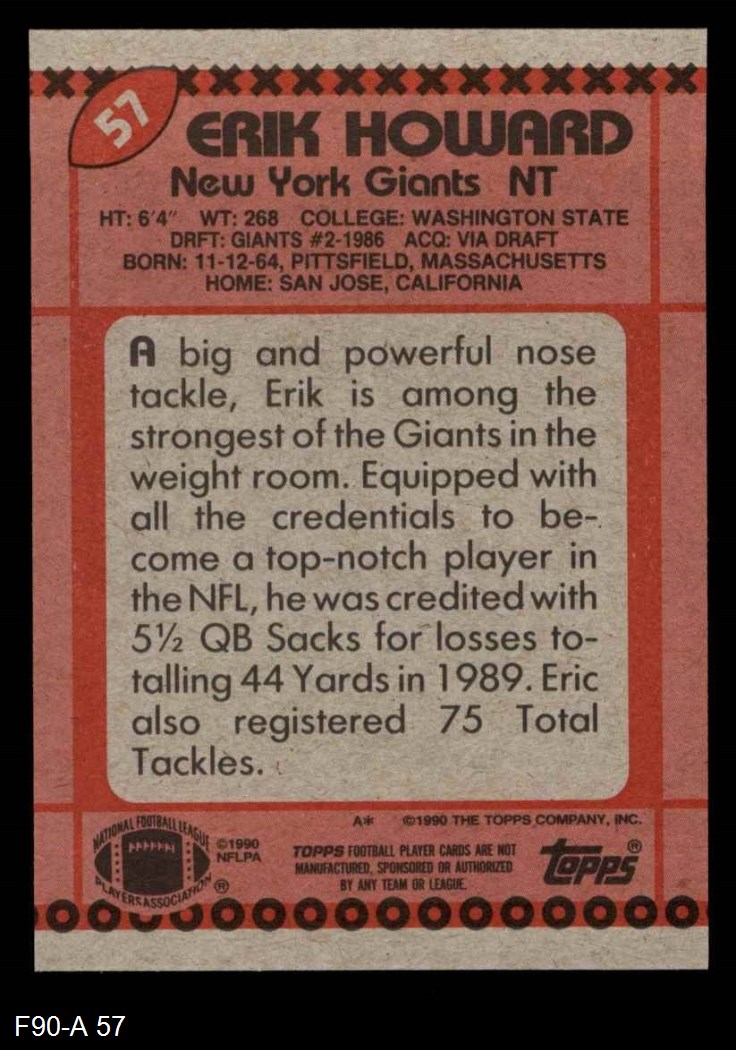 57
ERIK HOWARD
New York Giants NT
HT: 6'4" WT: 268 COLLEGE: WASHINGTON STATE
DRFT: GIANTS #2-1986 ACQ: VIA DRAFT
BORN: 11-12-64, PITTSFIELD, MASSACHUSETTS
HOME: SAN JOSE, CALIFORNIA
A big and powerful nose
tackle, Erik is among the
strongest of the Giants in the
weight room. Equipped with
all the credentials to be-
come a top-notch player in
the NFL, he was credited with
5½ QB Sacks for losses to-
talling 44 Yards in 1989. Eric
also registered 75 Total
Tackles.
A* ©1990 THE TOPPS COMPANY, INC.
NATIONAL FOOTBALL LEAGUE
PLAYERS ASSOCIATION ®
©1990
NFLPA
TOPPS FOOTBALL PLAYER CARDS ARE NOT
MANUFACTURED, SPONSORED OR AUTHORIZED
BY ANY TEAM OR LEAGUE.
topps®
F90-A 57